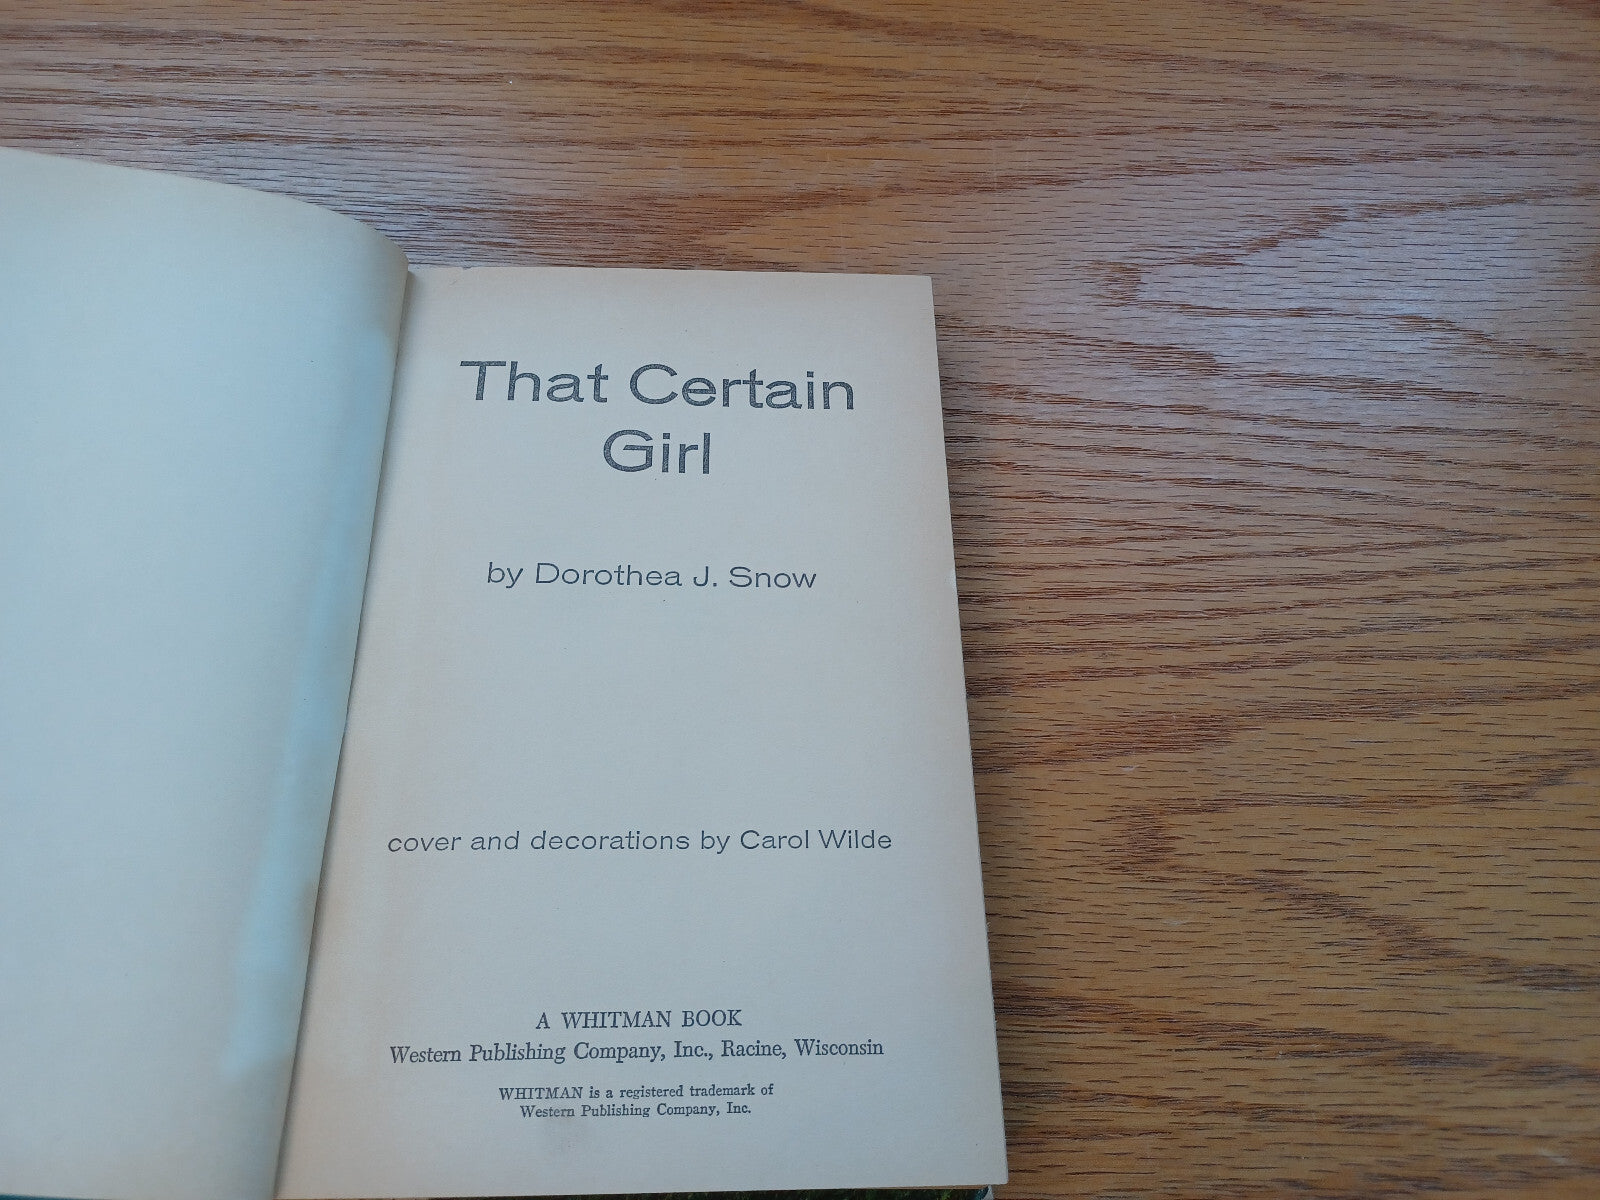 That Certain
Girl
by Dorothea J. Snow
cover and decorations by Carol Wilde
A WHITMAN BOOK
Western Publishing Company, Inc., Racine, Wisconsin
WHITMAN is a registered trademark of
Western Publishing Company, Inc.